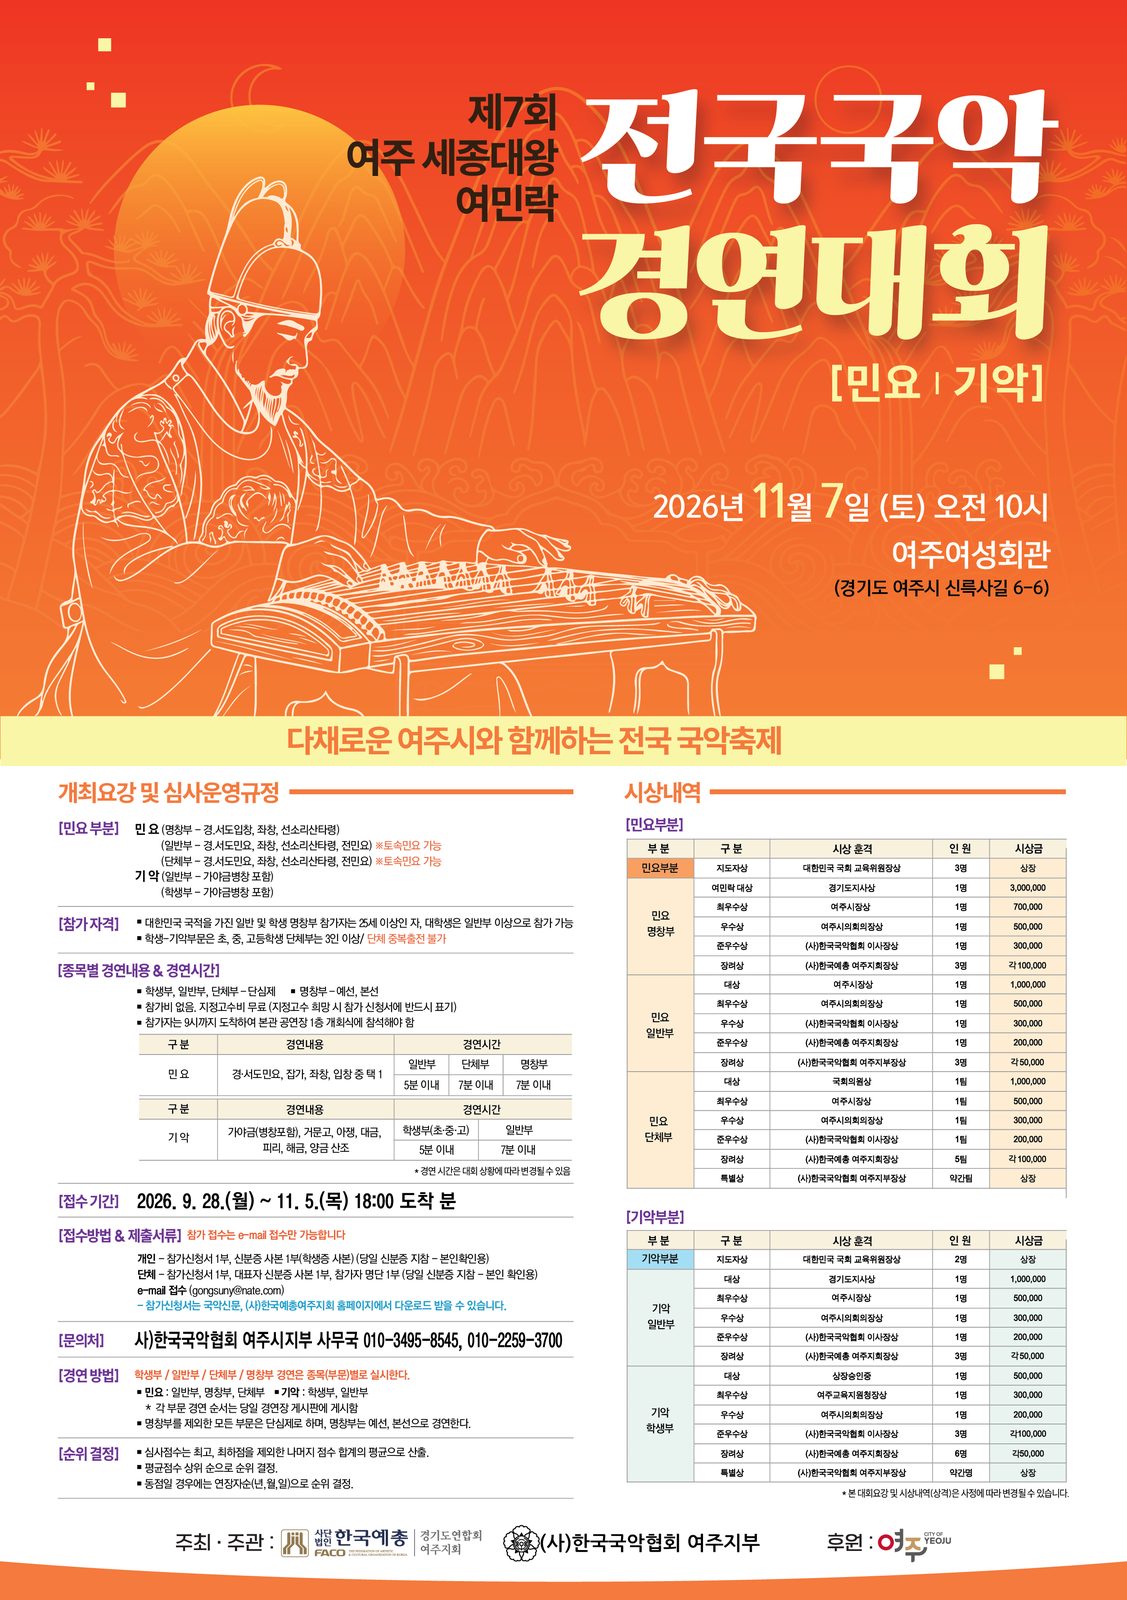 제7회
여주 세종대왕
여민락
전국국악
경연대회
[민요 | 기악]
2026년 11월 7일 (토) 오전 10시
여주여성회관
(경기도 여주시 신륵사길 6-6)
다채로운 여주시와 함께하는 전국 국악축제
개최요강 및 심사운영규정
[민요 부분] 민 요 (명창부 – 경.서도입창, 좌창, 선소리산타령)
(일반부 – 경.서도민요, 좌창, 선소리산타령, 전민요) ※토속민요 가능
(단체부 – 경.서도민요, 좌창, 선소리산타령, 전민요) ※토속민요 가능
기 악 (일반부 – 가야금병창 포함)
(학생부 – 가야금병창 포함)
[참가 자격] ▪ 대한민국 국적을 가진 일반 및 학생 명창부 참가자는 25세 이상인 자, 대학생은 일반부 이상으로 참가 가능
▪ 학생-기악부문은 초, 중, 고등학생 단체부는 3인 이상/ 단체 중복출전 불가
[종목별 경연내용 & 경연시간]
▪ 학생부, 일반부, 단체부 – 단심제 ▪ 명창부 – 예선, 본선
▪ 참가비 없음. 지정고수비 무료 (지정고수 희망 시 참가 신청서에 반드시 표기)
▪ 참가자는 9시까지 도착하여 본관 공연장 1층 개회식에 참석해야 함
구 분 경연내용 경연시간
민 요 경·서도민요, 잡가, 좌창, 입창 중 택 1 일반부 단체부 명창부
5분 이내 7분 이내 7분 이내
구 분 경연내용 경연시간
기 악 가야금(병창포함), 거문고, 아쟁, 대금, 학생부(초·중·고) 일반부
피리, 해금, 양금 산조 5분 이내 7분 이내
* 경연 시간은 대회 상황에 따라 변경될 수 있음
[접수 기간] 2026. 9. 28.(월) ~ 11. 5.(목) 18:00 도착 분
[접수방법 & 제출서류] 참가 접수는 e-mail 접수만 가능합니다
개인 – 참가신청서 1부, 신분증 사본 1부(학생증 사본) (당일 신분증 지참 – 본인확인용)
단체 – 참가신청서 1부, 대표자 신분증 사본 1부, 참가자 명단 1부 (당일 신분증 지참 – 본인 확인용)
e-mail 접수 (gongsuny@nate.com)
– 참가신청서는 국악신문, (사)한국예총여주지회 홈페이지에서 다운로드 받을 수 있습니다.
[문의처] 사)한국국악협회 여주시지부 사무국 010-3495-8545, 010-2259-3700
[경연 방법] 학생부 / 일반부 / 단체부 / 명창부 경연은 종목(부문)별로 실시한다.
▪ 민요 : 일반부, 명창부, 단체부 ▪ 기악 : 학생부, 일반부
* 각 부문 경연 순서는 당일 경연장 게시판에 게시함
▪ 명창부를 제외한 모든 부문은 단심제로 하며, 명창부는 예선, 본선으로 경연한다.
[순위 결정] ▪ 심사점수는 최고, 최하점을 제외한 나머지 점수 합계의 평균으로 산출.
▪ 평균점수 상위 순으로 순위 결정.
▪ 동점일 경우에는 연장자순(년,월,일)으로 순위 결정.
시상내역
[민요부분]
부 분 구 분 시상 훈격 인 원 시상금
민요부분 지도자상 대한민국 국회 교육위원장상 3명 상장
민요 명창부 여민락 대상 경기도지사상 1명 3,000,000
최우수상 여주시장상 1명 700,000
우수상 여주시의회의장상 1명 500,000
준우수상 (사)한국국악협회 이사장상 1명 300,000
장려상 (사)한국예총 여주지회장상 3명 각 100,000
민요 일반부 대상 여주시장상 1명 1,000,000
최우수상 여주시의회의장상 1명 500,000
우수상 (사)한국국악협회 이사장상 1명 300,000
준우수상 (사)한국예총 여주지회장상 1명 200,000
장려상 (사)한국국악협회 여주지부장상 3명 각 50,000
민요 단체부 대상 국회의원상 1팀 1,000,000
최우수상 여주시장상 1팀 500,000
우수상 여주시의회의장상 1팀 300,000
준우수상 (사)한국국악협회 이사장상 1팀 200,000
장려상 (사)한국예총 여주지회장상 5팀 각 100,000
특별상 (사)한국국악협회 여주지부장상 약간팀 상장
[기악부분]
부 분 구 분 시상 훈격 인 원 시상금
기악부분 지도자상 대한민국 국회 교육위원장상 2명 상장
기악 일반부 대상 경기도지사상 1명 1,000,000
최우수상 여주시장상 1명 500,000
우수상 여주시의회의장상 1명 300,000
준우수상 (사)한국국악협회 이사장상 1명 200,000
장려상 (사)한국예총 여주지회장상 3명 각 50,000
기악 학생부 대상 상장승인중 1명 500,000
최우수상 여주교육지원청장상 1명 300,000
우수상 여주시의회의장상 1명 200,000
준우수상 (사)한국국악협회 이사장상 3명 각100,000
장려상 (사)한국예총 여주지회장상 6명 각50,000
특별상 (사)한국국악협회 여주지부장상 약간명 상장
* 본 대회요강 및 시상내역(상격)은 사정에 따라 변경될 수 있습니다.
주최 · 주관 : 사단법인 한국예총 FACO 경기도연합회 여주지회 (사)한국국악협회 여주지부 후원 : 여주 CITY OF YEOJU